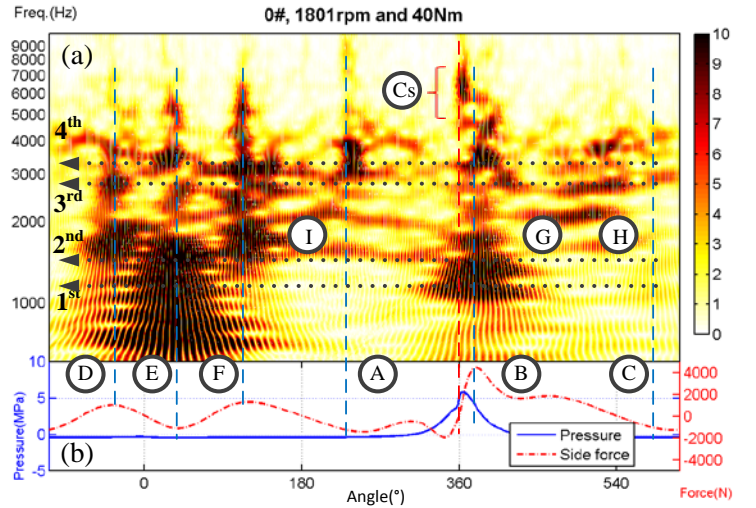 Freq.(Hz) 0#, 1801rpm and 40Nm
(a)
9000
8000
7000
6000
5000
4000
3000
2000
1000
4th
3rd
2nd
1st
Cs
I
G
H
D
E
F
A
B
C
10
9
8
7
6
5
4
3
2
1
0
10
5
0
-5
Pressure(MPa)
(b)
Pressure
Side force
4000
2000
0
-2000
-4000
0 180 360 540
Angle(°)
Force(N)